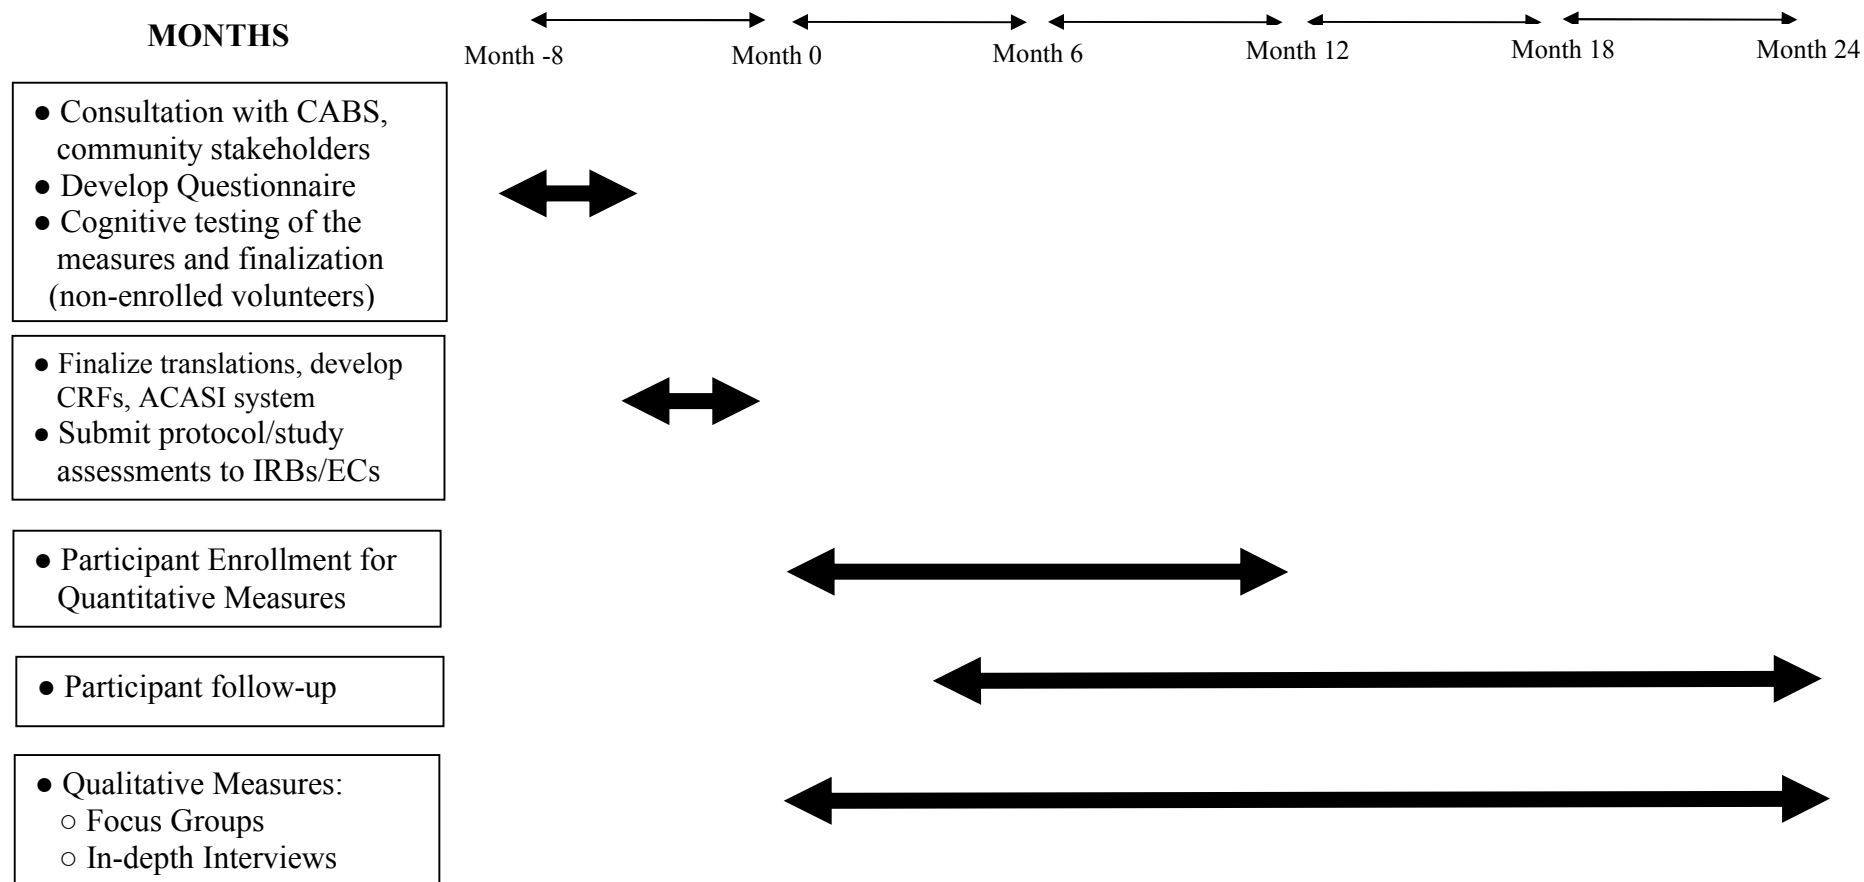 MONTHS
Month -8
Month 0
Month 6
Month 12
Month 18
Month 24
● Consultation with CABS,
community stakeholders
● Develop Questionnaire
● Cognitive testing of the
measures and finalization
(non-enrolled volunteers)
● Finalize translations, develop
CRFs, ACASI system
● Submit protocol/study
assessments to IRBs/ECs
● Participant Enrollment for
Quantitative Measures
● Participant follow-up
● Qualitative Measures:
○ Focus Groups
○ In-depth Interviews